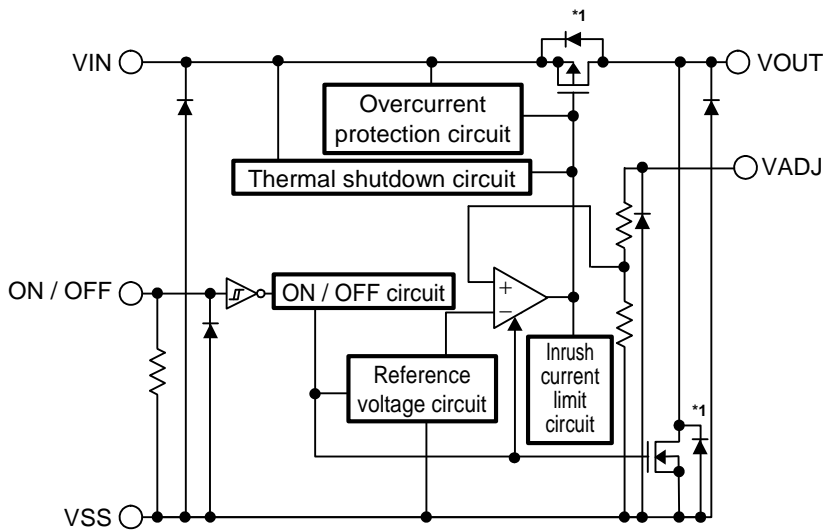 *1
VIN
VOUT
Overcurrent
protection circuit
Thermal shutdown circuit
VADJ
ON / OFF
ON / OFF circuit
+
−
Reference
voltage circuit
Inrush
current
limit
circuit
*1
VSS